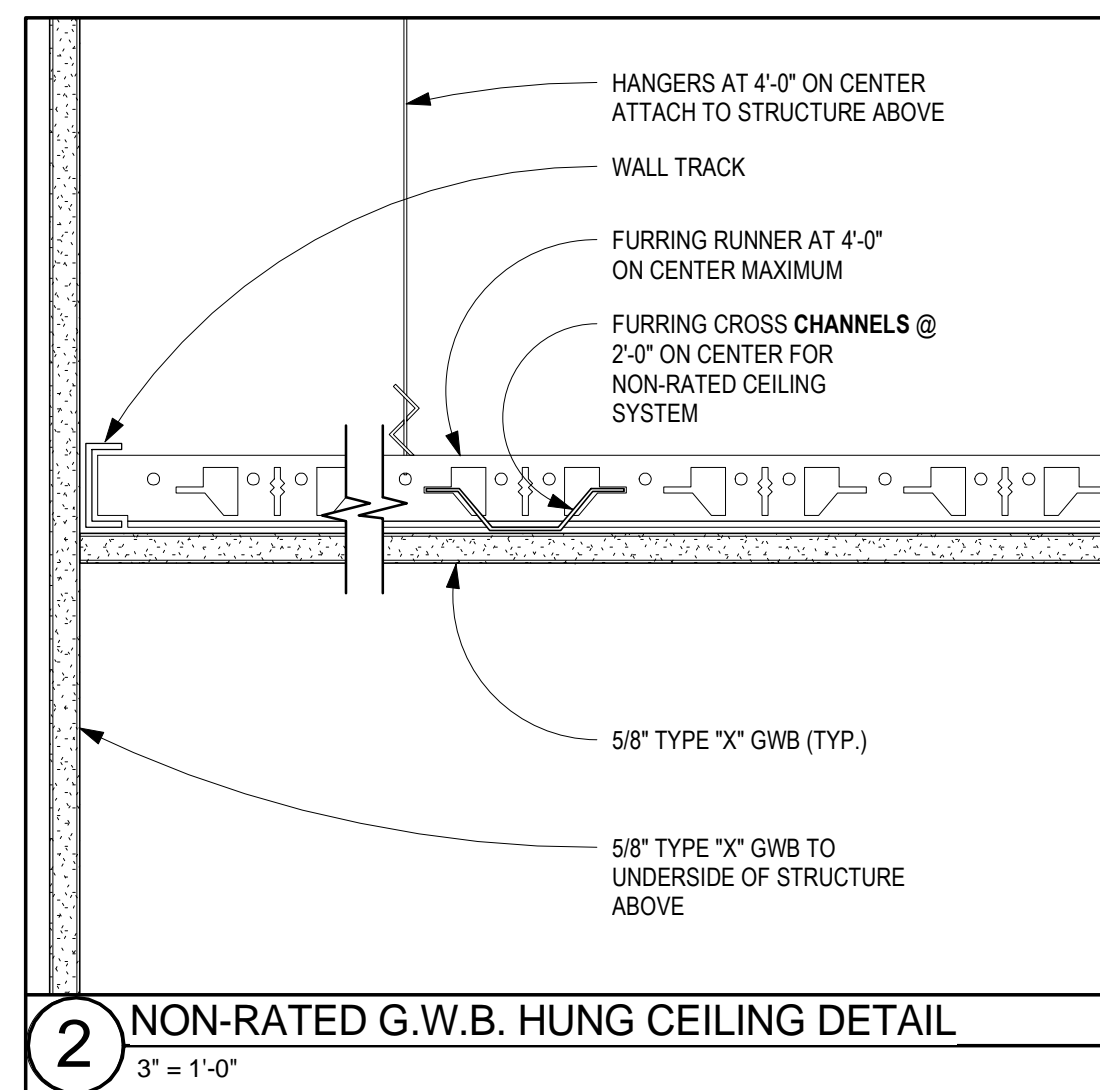 HANGERS AT 4'-0" ON CENTER
ATTACH TO STRUCTURE ABOVE
WALL TRACK
FURRING RUNNER AT 4'-0"
ON CENTER MAXIMUM
FURRING CROSS CHANNELS @
2'-0" ON CENTER FOR
NON-RATED CEILING
SYSTEM
5/8" TYPE "X" GWB (TYP.)
5/8" TYPE "X" GWB TO
UNDERSIDE OF STRUCTURE
ABOVE
2
NON-RATED G.W.B. HUNG CEILING DETAIL
3" = 1'-0"